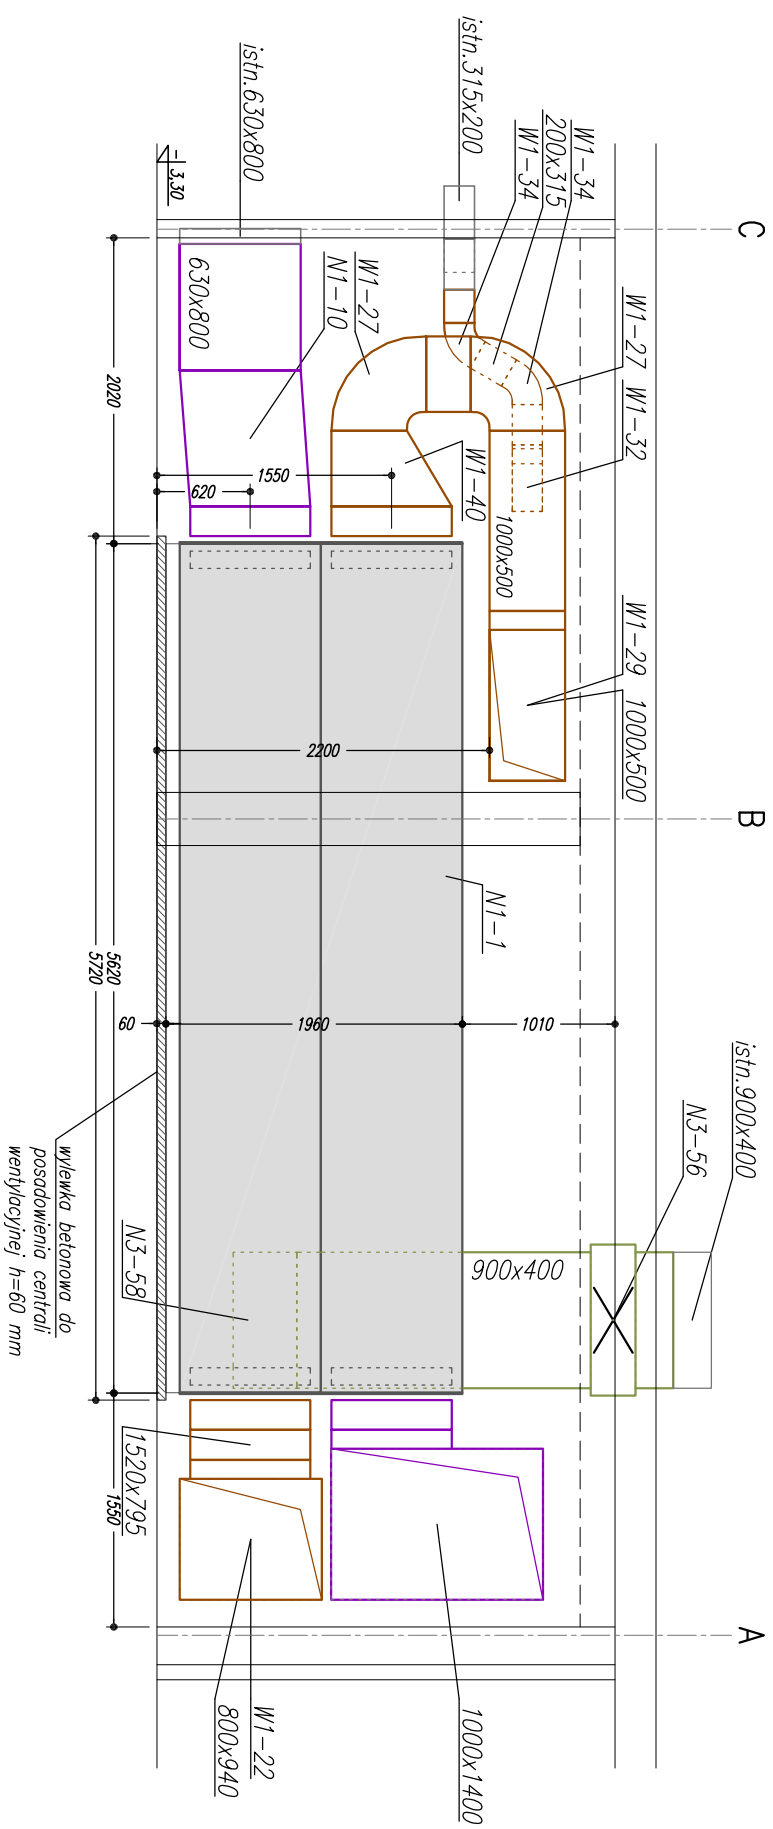 C
B
A
istn.630x800
istn.315x200
W1-34
200x315
W1-34
-3,30
630x800
W1-27
N1-10
W1-27
W1-32
W1-40
1000x500
W1-29
1000x500
2020
1550
620
2200
N1-1
5620
5720
60
1960
1010
istn.900x400
N3-56
900x400
N3-58
wylewka betonowa do
posadowienia centrali
wentylacyjnej h=60 mm
1520x795
1550
W1-22
800x940
1000x1400